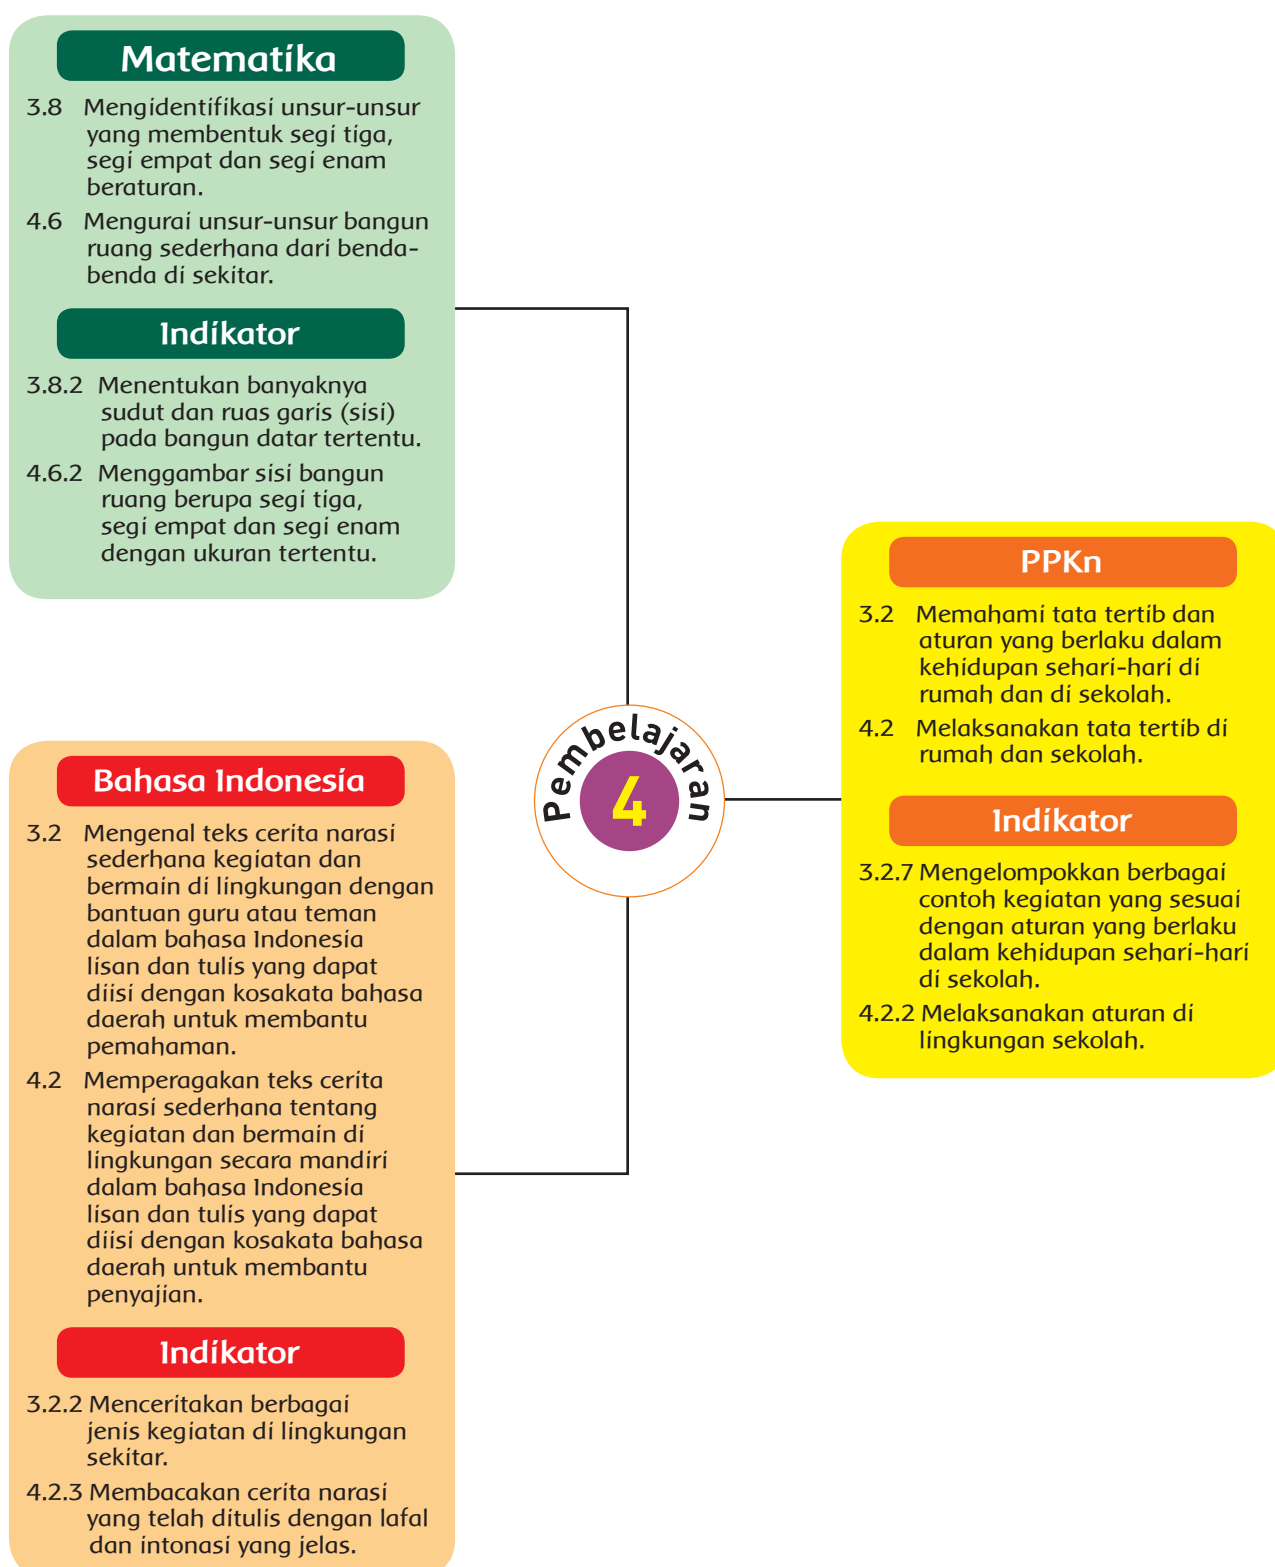 Matematika
3.8 Mengidentifikasi unsur-unsur
yang membentuk segi tiga,
segi empat dan segi enam
beraturan.
4.6 Mengurai unsur-unsur bangun
ruang sederhana dari benda-
benda di sekitar.
Indikator
3.8.2 Menentukan banyaknya
sudut dan ruas garis (sisi)
pada bangun datar tertentu.
4.6.2 Menggambar sisi bangun
ruang berupa segi tiga,
segi empat dan segi enam
dengan ukuran tertentu.
PPKn
3.2 Memahami tata tertib dan
aturan yang berlaku dalam
kehidupan sehari-hari di
rumah dan di sekolah.
4.2 Melaksanakan tata tertib di
rumah dan sekolah.
Indikator
3.2.7 Mengelompokkan berbagai
contoh kegiatan yang sesuai
dengan aturan yang berlaku
dalam kehidupan sehari-hari
di sekolah.
4.2.2 Melaksanakan aturan di
lingkungan sekolah.
Pembelajaran
4
Bahasa Indonesia
3.2 Mengenal teks cerita narasi
sederhana kegiatan dan
bermain di lingkungan dengan
bantuan guru atau teman
dalam bahasa Indonesia
lisan dan tulis yang dapat
diisi dengan kosakata bahasa
daerah untuk membantu
pemahaman.
4.2 Memperagakan teks cerita
narasi sederhana tentang
kegiatan dan bermain di
lingkungan secara mandiri
dalam bahasa Indonesia
lisan dan tulis yang dapat
diisi dengan kosakata bahasa
daerah untuk membantu
penyajian.
Indikator
3.2.2 Menceritakan berbagai
jenis kegiatan di lingkungan
sekitar.
4.2.3 Membacakan cerita narasi
yang telah ditulis dengan lafal
dan intonasi yang jelas.